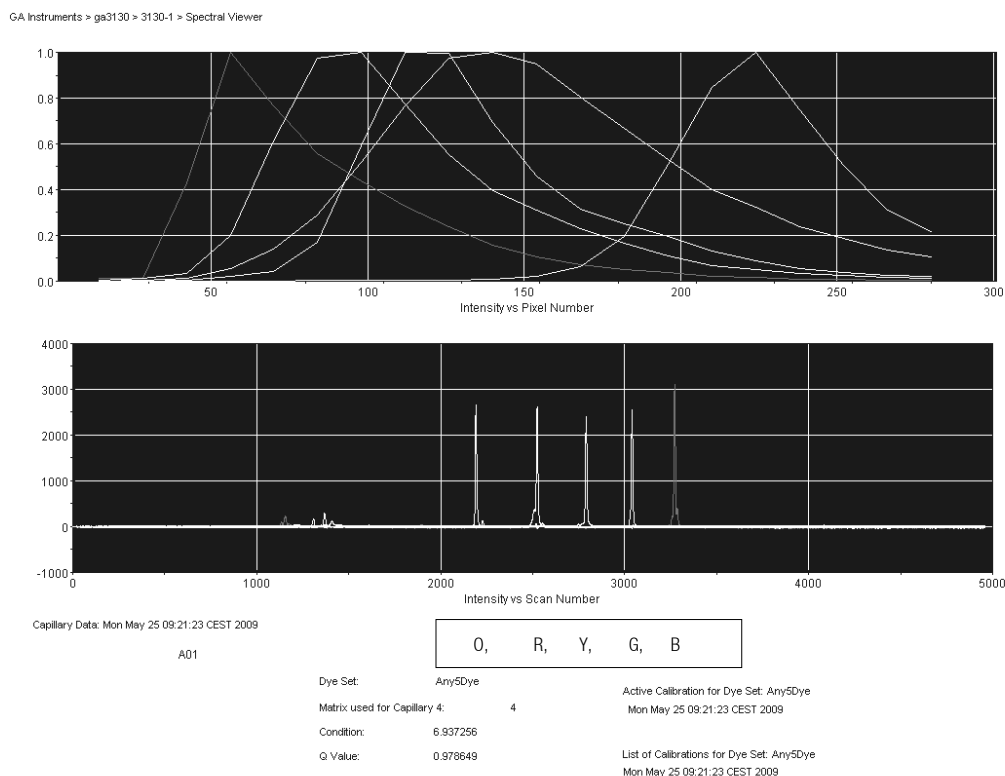 GA Instruments > ga3130 > 3130-1 > Spectral Viewer
1.0
0.8
0.6
0.4
0.2
0.0
50 100 150 200 250 300
Intensity vs Pixel Number
4000
3000
2000
1000
0
-1000
0 1000 2000 3000 4000 5000
Intensity vs Scan Number
Capillary Data: Mon May 25 09:21:23 CEST 2009
A01
O, R, Y, G, B
Dye Set: Any5Dye
Matrix used for Capillary 4: 4
Condition: 6.937256
Q Value: 0.978649
Active Calibration for Dye Set: Any5Dye
Mon May 25 09:21:23 CEST 2009
List of Calibrations for Dye Set: Any5Dye
Mon May 25 09:21:23 CEST 2009